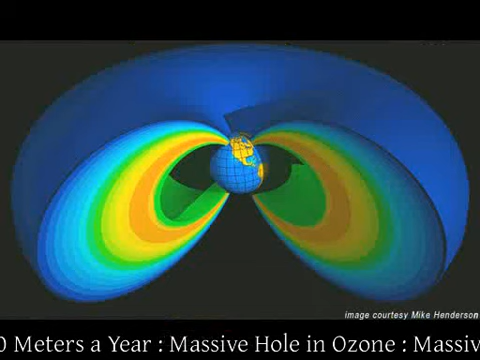 image courtesy Mike Henderson
0 Meters a Year : Massive Hole in Ozone : Massiv